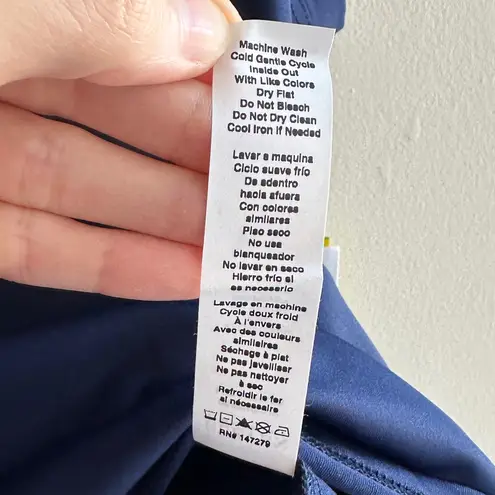 Machine Wash
Cold Gentle Cycle
Inside Out
With Like Colors
Dry Flat
Do Not Bleach
Do Not Dry Clean
Cool Iron if Needed
Lavar a maquina
Ciclo suave frío
De adentro
hacia afuera
Con colores
similares
Piso seco
No usa
blanqueador
No lavar en seco
Hierro frío si
es necesario
Lavage en machine
Cycle doux froid
À l'envers
Avec des couleurs
similaires
Séchage à plat
Ne pas javelliser
Ne pas nettoyer
à sec
Refroidir le fer
si nécessaire
RN# 147279